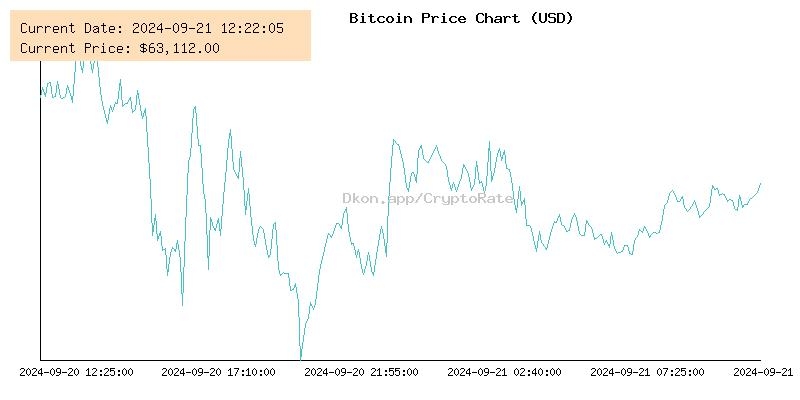 Bitcoin Price Chart (USD)
Current Date: 2024-09-21 12:22:05
Current Price: $63,112.00
Dkon.app/CryptoRate
2024-09-20 12:25:00
2024-09-20 17:10:00
2024-09-20 21:55:00
2024-09-21 02:40:00
2024-09-21 07:25:00
2024-09-21